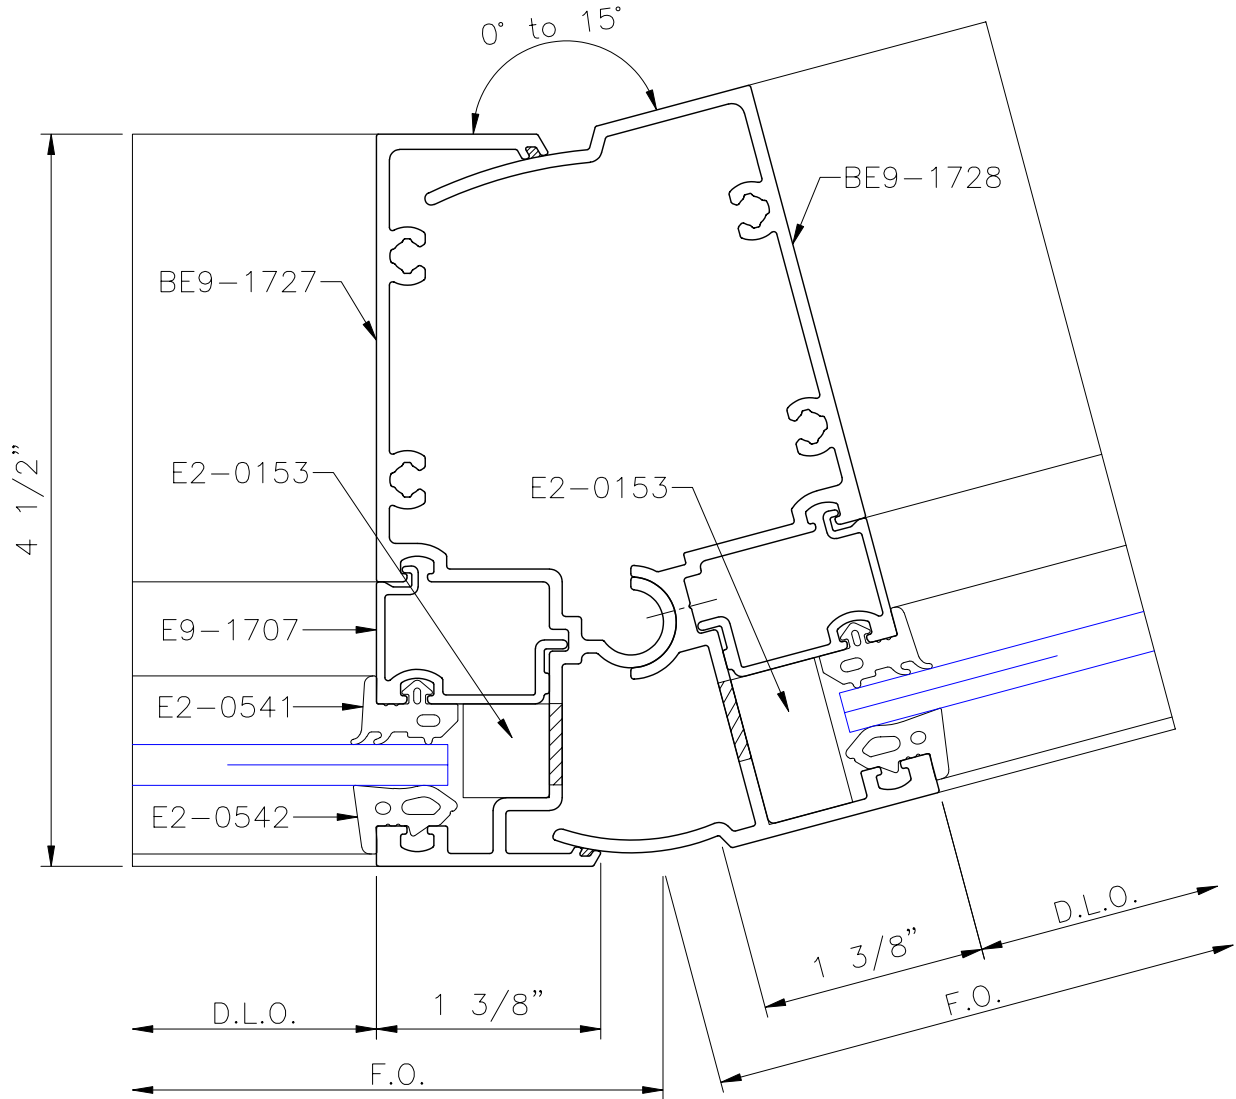 0° to 15°
BE9-1728
BE9-1727
4 1/2”
E2-0153
E2-0153
E9-1707
E2-0541
E2-0542
D.L.O.
1 3/8”
F.O.
1 3/8”
D.L.O.
F.O.